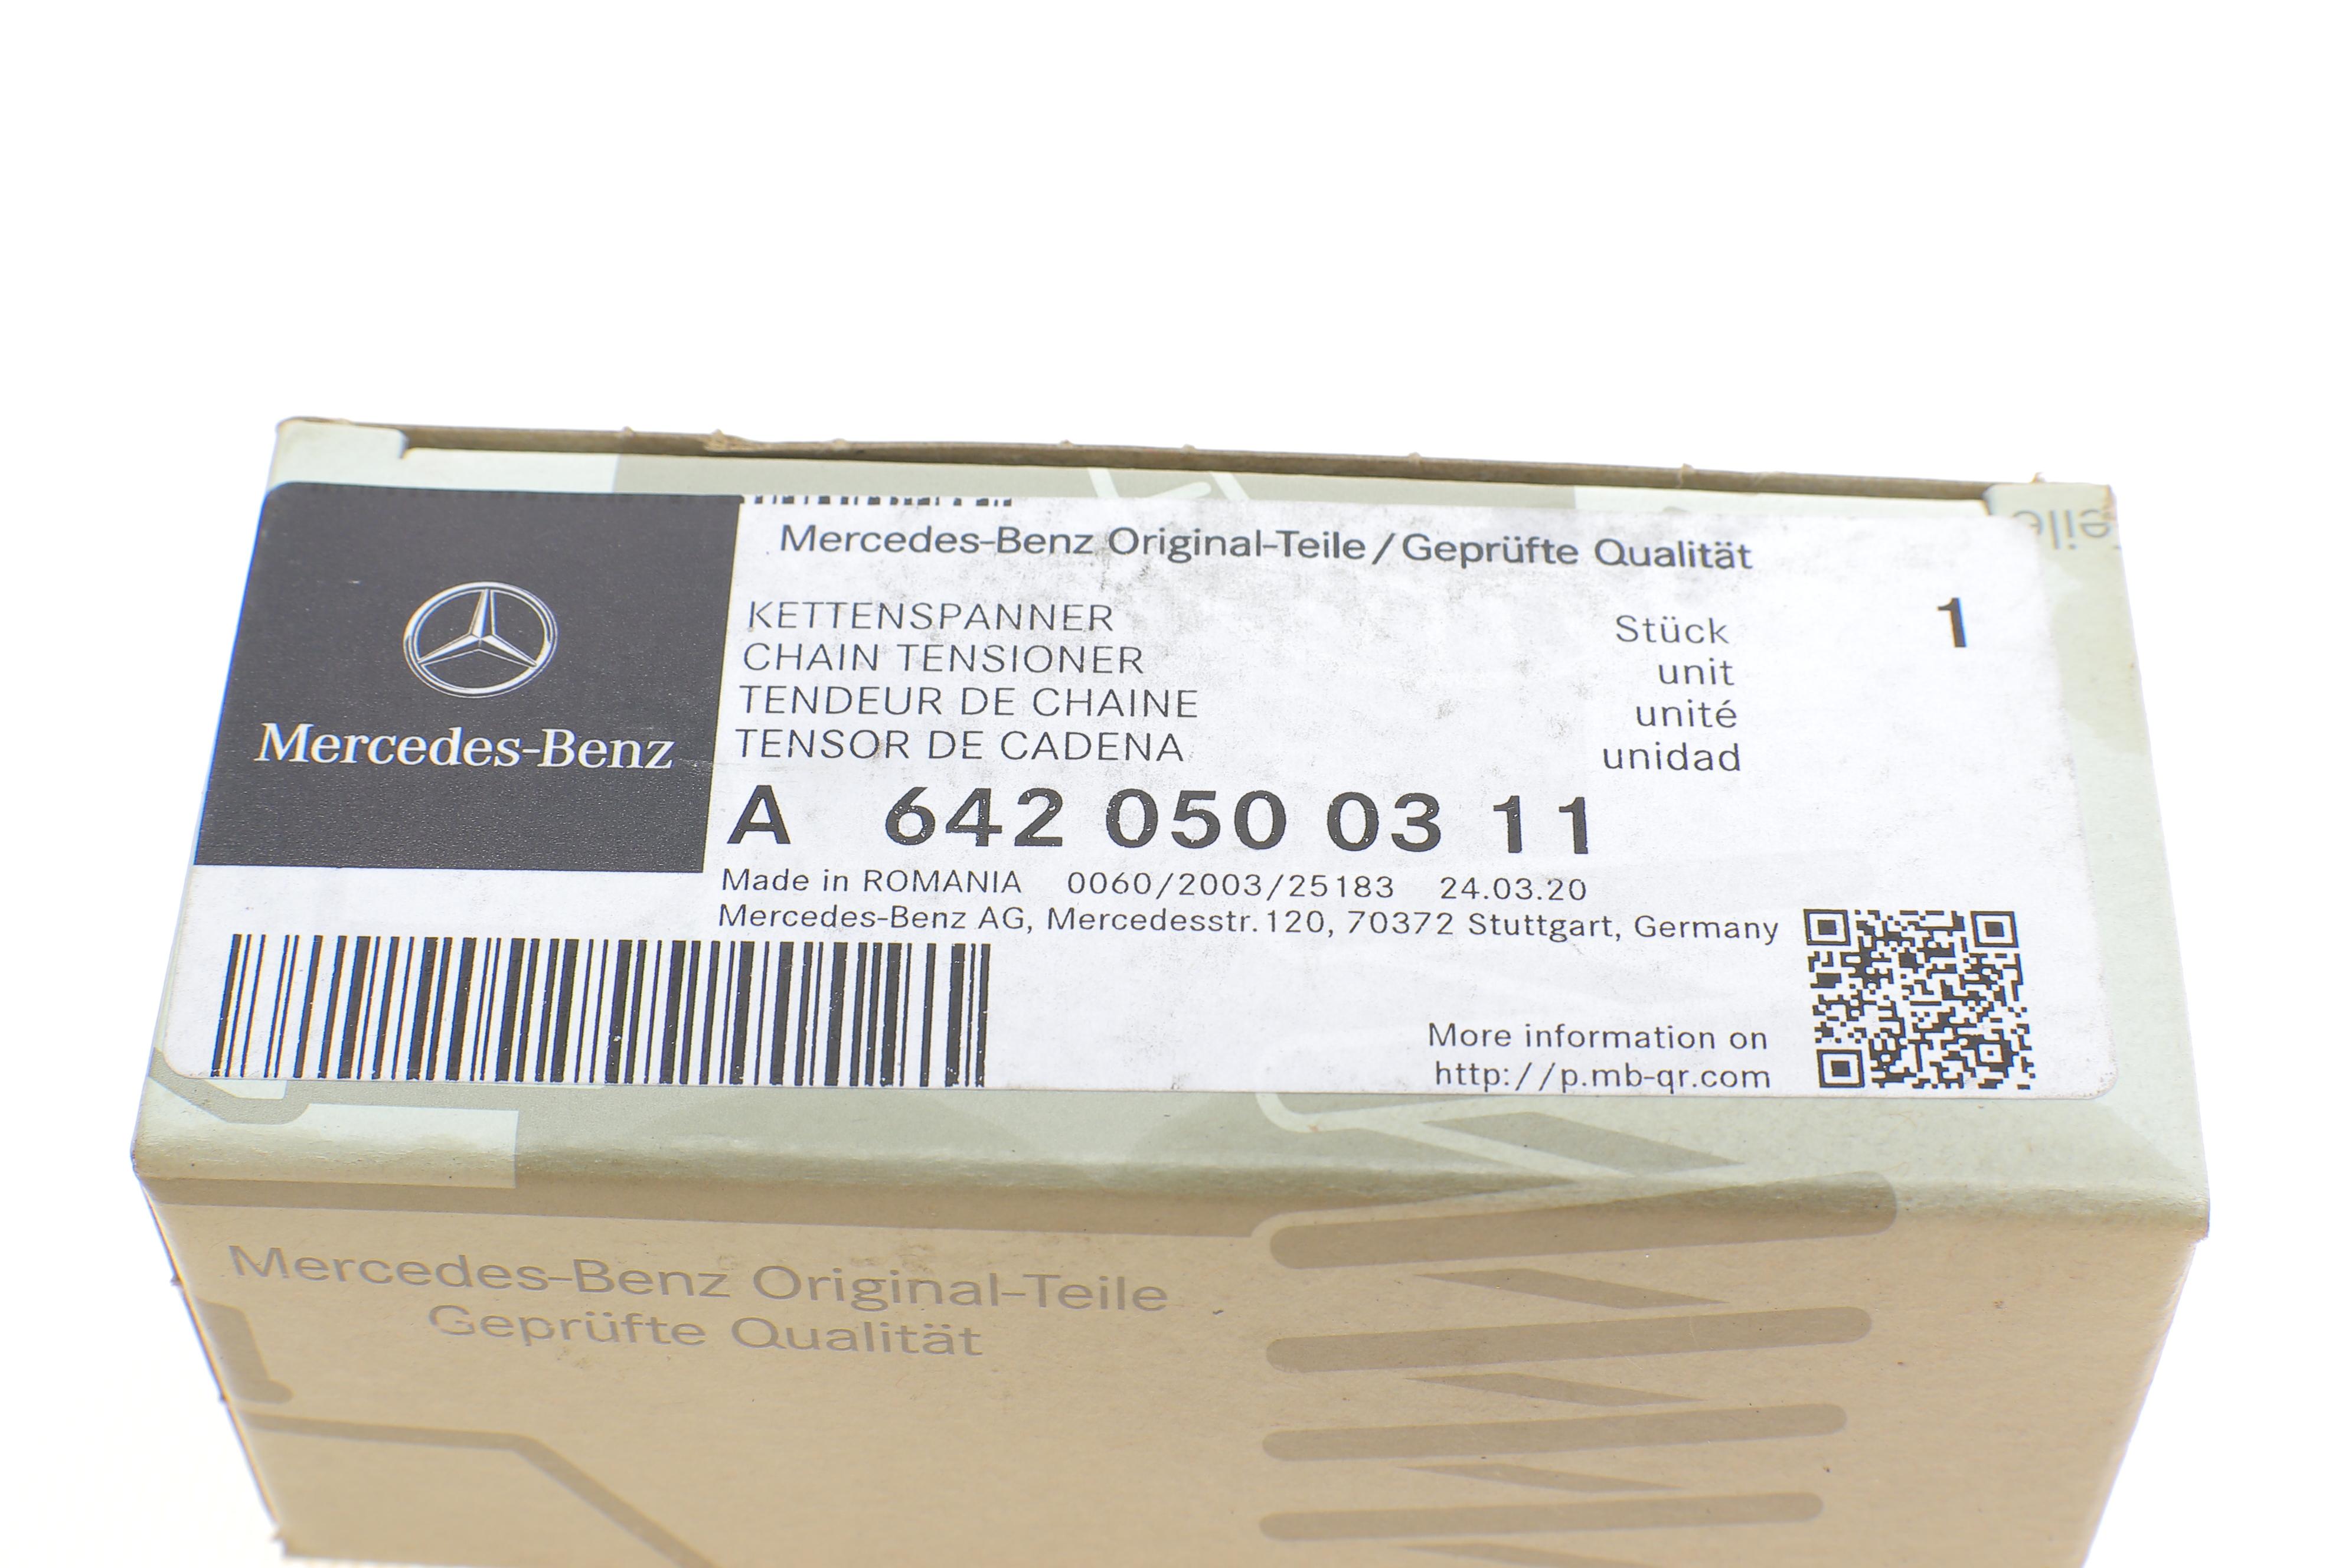 Mercedes-Benz
Mercedes-Benz Original-Teile/Geprüfte Qualität
KETTENSPANNER
CHAIN TENSIONER
TENDEUR DE CHAINE
TENSOR DE CADENA
Stück 1
unit
unité
unidad
A 642 050 03 11
Made in ROMANIA 0060/2003/25183 24.03.20
Mercedes-Benz AG, Mercedesstr. 120, 70372 Stuttgart, Germany
More information on
http://p.mb-qr.com
Mercedes-Benz Original-Teile
Geprüfte Qualität